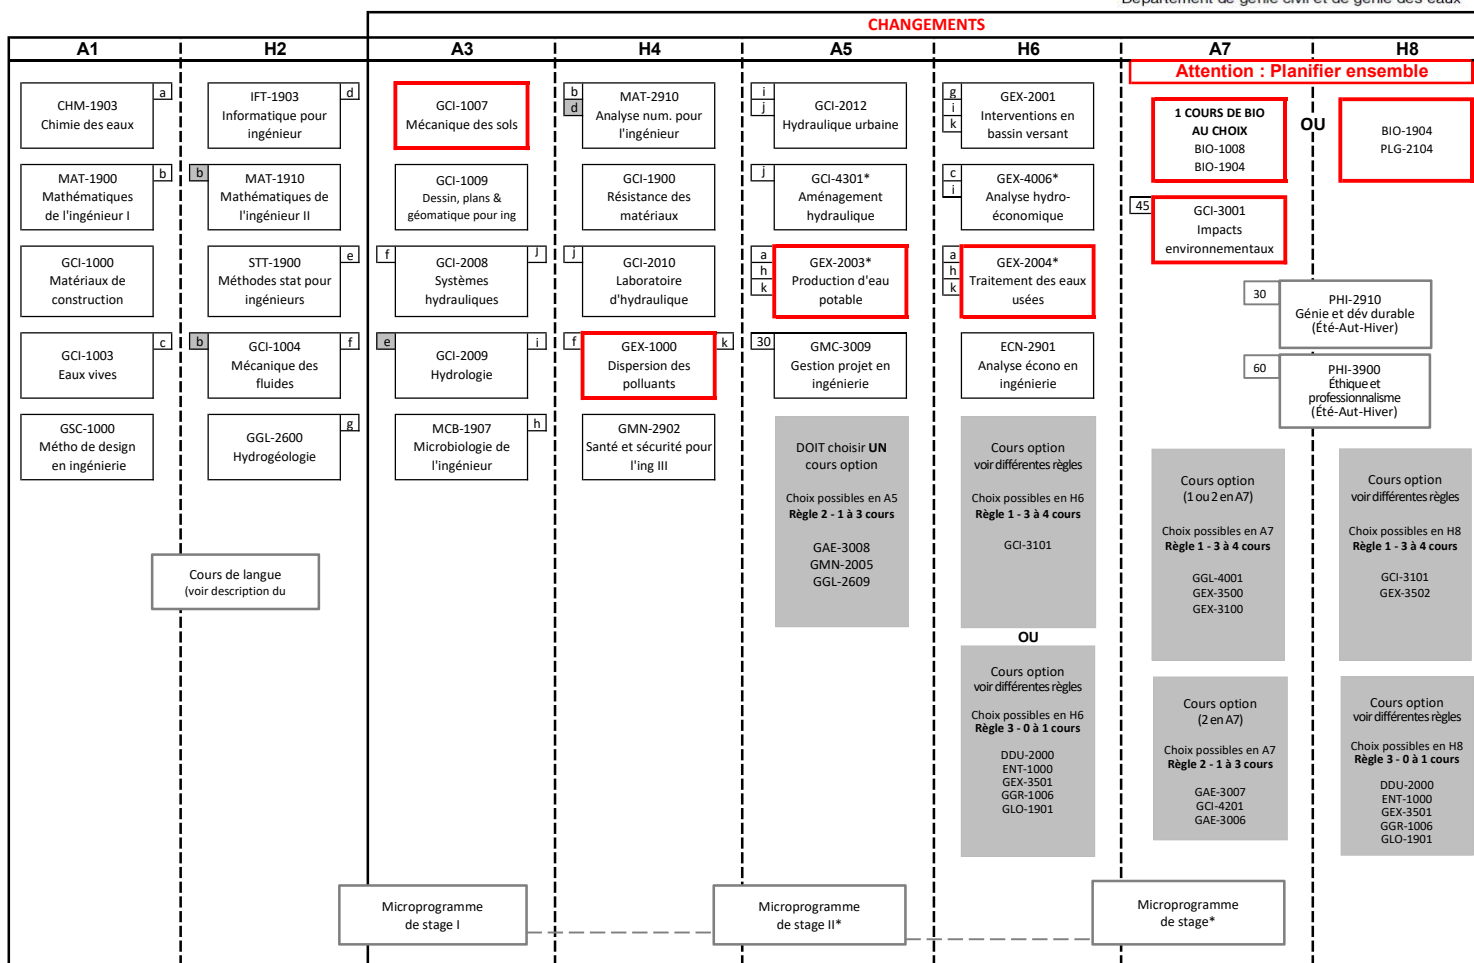 Département de génie civil et de génie des eaux
CHANGEMENTS
A1
H2
A3
H4
A5
H6
A7
H8
Attention : Planifier ensemble
a
CHM-1903
Chimie des eaux
b
MAT-1900
Mathématiques
de l'ingénieur I
GCI-1000
Matériaux de
construction
c
GCI-1003
Eaux vives
GSC-1000
Métho de design
en ingénierie
d
IFT-1903
Informatique pour
ingénieur
b
MAT-1910
Mathématiques de
l'ingénieur II
e
STT-1900
Méthodes stat pour
ingénieurs
b
f
GCI-1004
Mécanique des
fluides
g
GGL-2600
Hydrogéologie
Cours de langue
(voir description du
GCI-1007
Mécanique des sols
GCI-1009
Dessin, plans &
géomatique pour ing
f
J
GCI-2008
Systèmes
hydrauliques
e
i
GCI-2009
Hydrologie
h
MCB-1907
Microbiologie de
l'ingénieur
b
d
MAT-2910
Analyse num. pour
l'ingénieur
GCI-1900
Résistance des
matériaux
j
GCI-2010
Laboratoire
d'hydraulique
f
k
GEX-1000
Dispersion des
polluants
GMN-2902
Santé et sécurité pour
l'ing III
i
j
GCI-2012
Hydraulique urbaine
j
GCI-4301*
Aménagement
hydraulique
a
h
k
GEX-2003*
Production d'eau
potable
30
GMC-3009
Gestion projet en
ingénierie
DOIT choisir UN
cours option
Choix possibles en A5
Règle 2 - 1 à 3 cours
GAE-3008
GMN-2005
GGL-2609
g
i
k
GEX-2001
Interventions en
bassin versant
c
i
GEX-4006*
Analyse hydro-
économique
a
h
k
GEX-2004*
Traitement des eaux
usées
ECN-2901
Analyse écono en
ingénierie
Cours option
voir différentes règles
Choix possibles en H6
Règle 1 - 3 à 4 cours
GCI-3101
OU
Cours option
voir différentes règles
Choix possibles en H6
Règle 3 - 0 à 1 cours
DDU-2000
ENT-1000
GEX-3501
GGR-1006
GLO-1901
1 COURS DE BIO
AU CHOIX
BIO-1008
BIO-1904
OU
BIO-1904
PLG-2104
45
GCI-3001
Impacts
environnementaux
30
PHI-2910
Génie et dév durable
(Été-Aut-Hiver)
60
PHI-3900
Éthique et
professionnalisme
(Été-Aut-Hiver)
Cours option
(1 ou 2 en A7)
Choix possibles en A7
Règle 1 - 3 à 4 cours
GGL-4001
GEX-3500
GEX-3100
Cours option
(2 en A7)
Choix possibles en A7
Règle 2 - 1 à 3 cours
GAE-3007
GCI-4201
GAE-3006
Cours option
voir différentes règles
Choix possibles en H8
Règle 1 - 3 à 4 cours
GCI-3101
GEX-3502
Cours option
voir différentes règles
Choix possibles en H8
Règle 3 - 0 à 1 cours
DDU-2000
ENT-1000
GEX-3501
GGR-1006
GLO-1901
Microprogramme
de stage I
Microprogramme
de stage II*
Microprogramme
de stage*